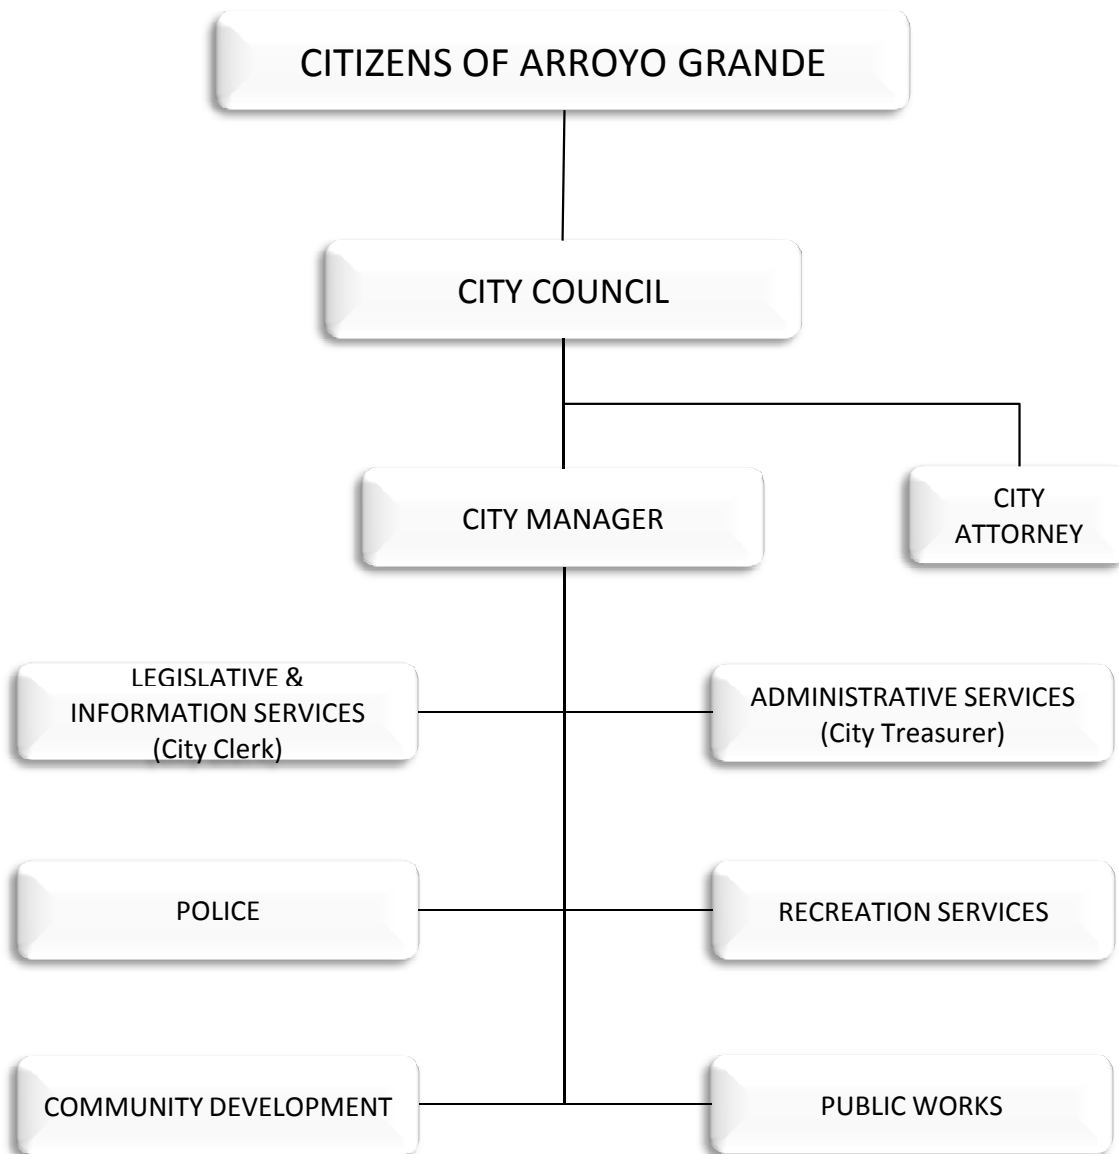 CITIZENS OF ARROYO GRANDE
CITY COUNCIL
CITY MANAGER
CITY
ATTORNEY
LEGISLATIVE &
INFORMATION SERVICES
(City Clerk)
ADMINISTRATIVE SERVICES
(City Treasurer)
POLICE
RECREATION SERVICES
COMMUNITY DEVELOPMENT
PUBLIC WORKS